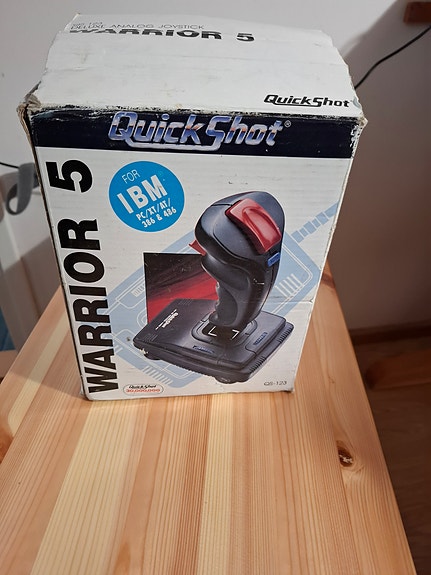 DELUXE ANALOG JOYSTICK
WARRIOR 5
QuickShot
QuickShot®
WARRIOR 5
FOR
IBM
PC/XT/AT/
386 & 486
QuickShot
QS-123